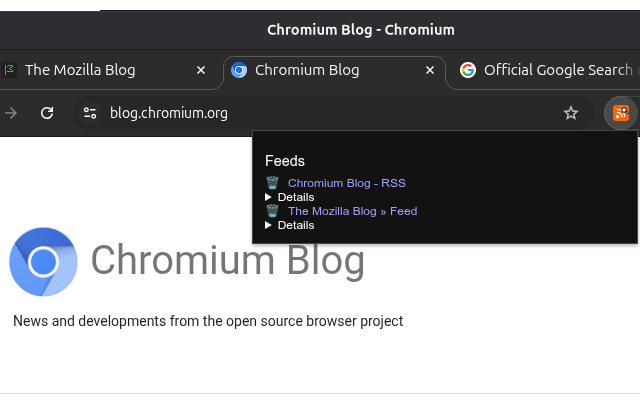 Chromium Blog - Chromium
The Mozilla Blog
Chromium Blog
Official Google Search
blog.chromium.org
Feeds
Chromium Blog - RSS
Details
The Mozilla Blog » Feed
Details
Chromium Blog
News and developments from the open source browser project